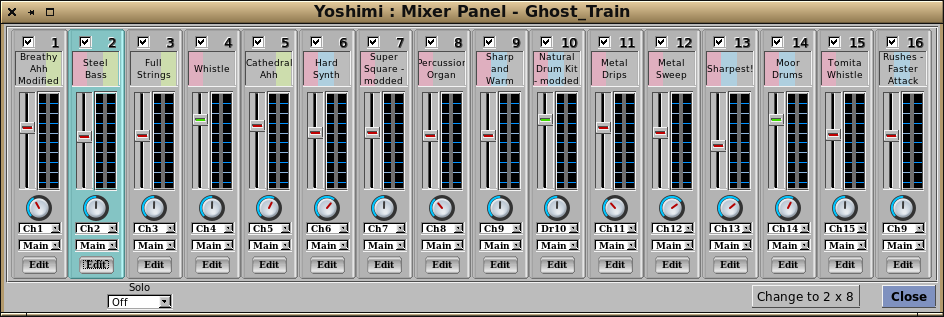 Yoshimi : Mixer Panel - Ghost_Train
1 2 3 4 5 6 7 8 9 10 11 12 13 14 15 16
Breathy Ahh Modified
Steel Bass
Full Strings
Whistle
Cathedral Ahh
Hard Synth
Super Square - modded
Percussion Organ
Sharp and Warm
Natural Drum Kit - modded
Metal Drips
Metal Sweep
Sharpest!
Moor Drums
Tomita Whistle
Rushes - Faster Attack
Ch1 Ch2 Ch3 Ch4 Ch5 Ch6 Ch7 Ch8 Ch9 Dr10 Ch11 Ch12 Ch13 Ch14 Ch15 Ch9
Main Main Main Main Main Main Main Main Main Main Main Main Main Main Main Main
Edit Edit Edit Edit Edit Edit Edit Edit Edit Edit Edit Edit Edit Edit Edit Edit
Solo
Off
Change to 2 x 8
Close